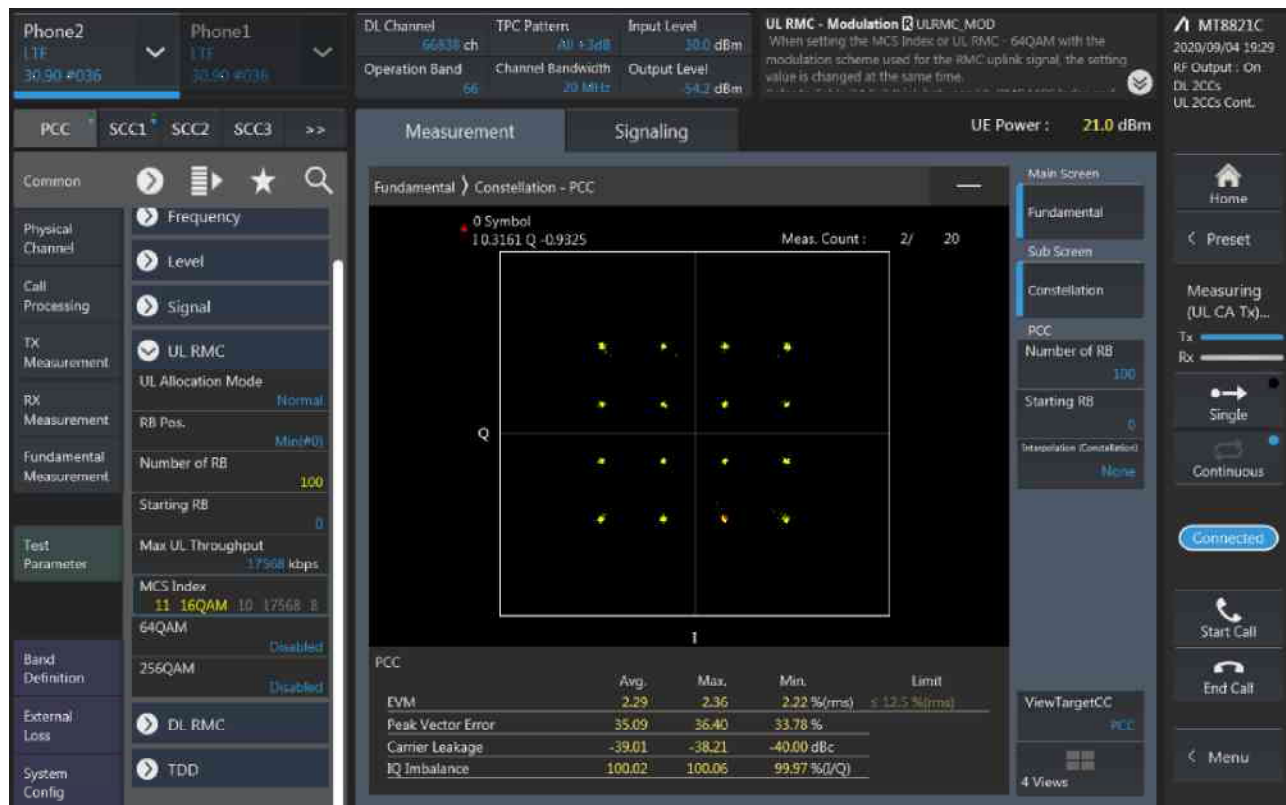 Phone2
LTE
30.90 #036
Phone1
LTE
30.90 #036
DL Channel
66838 ch
TPC Pattern
All +3dB
Input Level
30.0 dBm
Operation Band
66
Channel Bandwidth
20 MHz
Output Level
-54.2 dBm
UL RMC - Modulation R ULRMC_MOD
When setting the MCS Index or UL RMC - 64QAM with the
modulation scheme used for the RMC uplink signal, the setting
value is changed at the same time.
MT8821C
2020/09/04 19:29
RF Output : On
DL 2CCs
UL 2CCs Cont.
PCC SCC1 SCC2 SCC3 >>
Measurement
Signaling
UE Power : 21.0 dBm
Common
Physical
Channel
Call
Processing
TX
Measurement
RX
Measurement
Fundamental
Measurement
Test
Parameter
Band
Definition
External
Loss
System
Config
Frequency
Level
Signal
UL RMC
UL Allocation Mode
Normal
RB Pos.
Min(#0)
Number of RB
100
Starting RB
0
Max UL Throughput
17568 kbps
MCS Index
11 16QAM 10 17568 8
64QAM
Disabled
256QAM
Disabled
DL RMC
TDD
Fundamental ⟩ Constellation - PCC
0 Symbol
I 0.3161 Q -0.9325
Meas. Count : 2/ 20
Q
I
PCC
Avg. Max. Min. Limit
EVM 2.29 2.36 2.22 %(rms) ≤ 12.5 %(rms)
Peak Vector Error 35.09 36.40 33.78 %
Carrier Leakage -39.01 -38.21 -40.00 dBc
IQ Imbalance 100.02 100.06 99.97 %(I/Q)
Main Screen
Fundamental
Sub Screen
Constellation
PCC
Number of RB
100
Starting RB
0
Interpolation (Constellation)
None
ViewTargetCC
PCC
4 Views
Home
< Preset
Measuring
(UL CA Tx)...
Tx
Rx
Single
Continuous
Connected
Start Call
End Call
< Menu